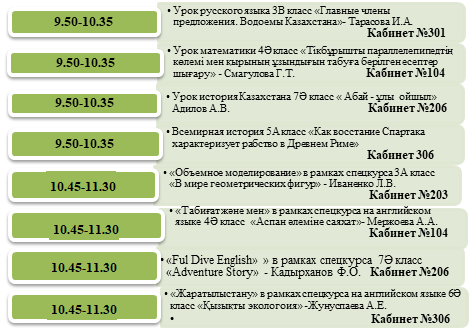 9.50-10.35
• Урок русского языка 3В класс «Главные члены
предложения. Водоемы Казахстана»- Тарасова И.А.
Кабинет №301
9.50-10.35
• Урок математики 4Ә класс «Тікбұрышты параллелепипедтің
көлемі мен қырының ұзындығын табуға берілген есептер
шығару» - Смагулова Г.Т. Кабинет №104
9.50-10.35
• Урок история Казахстана 7Ә класс « Абай - ұлы ойшыл»
Адилов А.В. Кабинет №206
9.50-10.35
• Всемирная история 5А класс «Как восстание Спартака
характеризует рабство в Древнем Риме»
Кабинет 306
10.45-11.30
• «Объемное моделирование» в рамках спецкурса 3А класс
«В мире геометрических фигур» - Иваненко Л.В.
Кабинет №203
10.45-11.30
• «Табиғат және мен» в рамках спецкурса на английском
языке 4Ә класс «Аспан әлеміне саяхат»- Мержоева А.А.
Кабинет №104
10.45-11.30
• «Ful Dive English» » в рамках спецкурса 7Ә класс
«Adventure Story» - Кадырханов Ф.О. Кабинет №206
10.45-11.30
• «Жаратылыстану» в рамках спецкурса на английском языке 6Ә
класс «Қызықты экология» -Жунуспаева А.Е.
• Кабинет №306